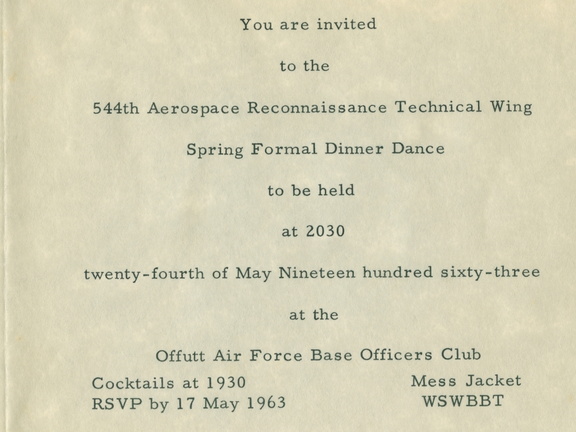 You are invited
to the
544th Aerospace Reconnaissance Technical Wing
Spring Formal Dinner Dance
to be held
at 2030
twenty-fourth of May Nineteen hundred sixty-three
at the
Offutt Air Force Base Officers Club
Cocktails at 1930 Mess Jacket
RSVP by 17 May 1963 WSWBBT